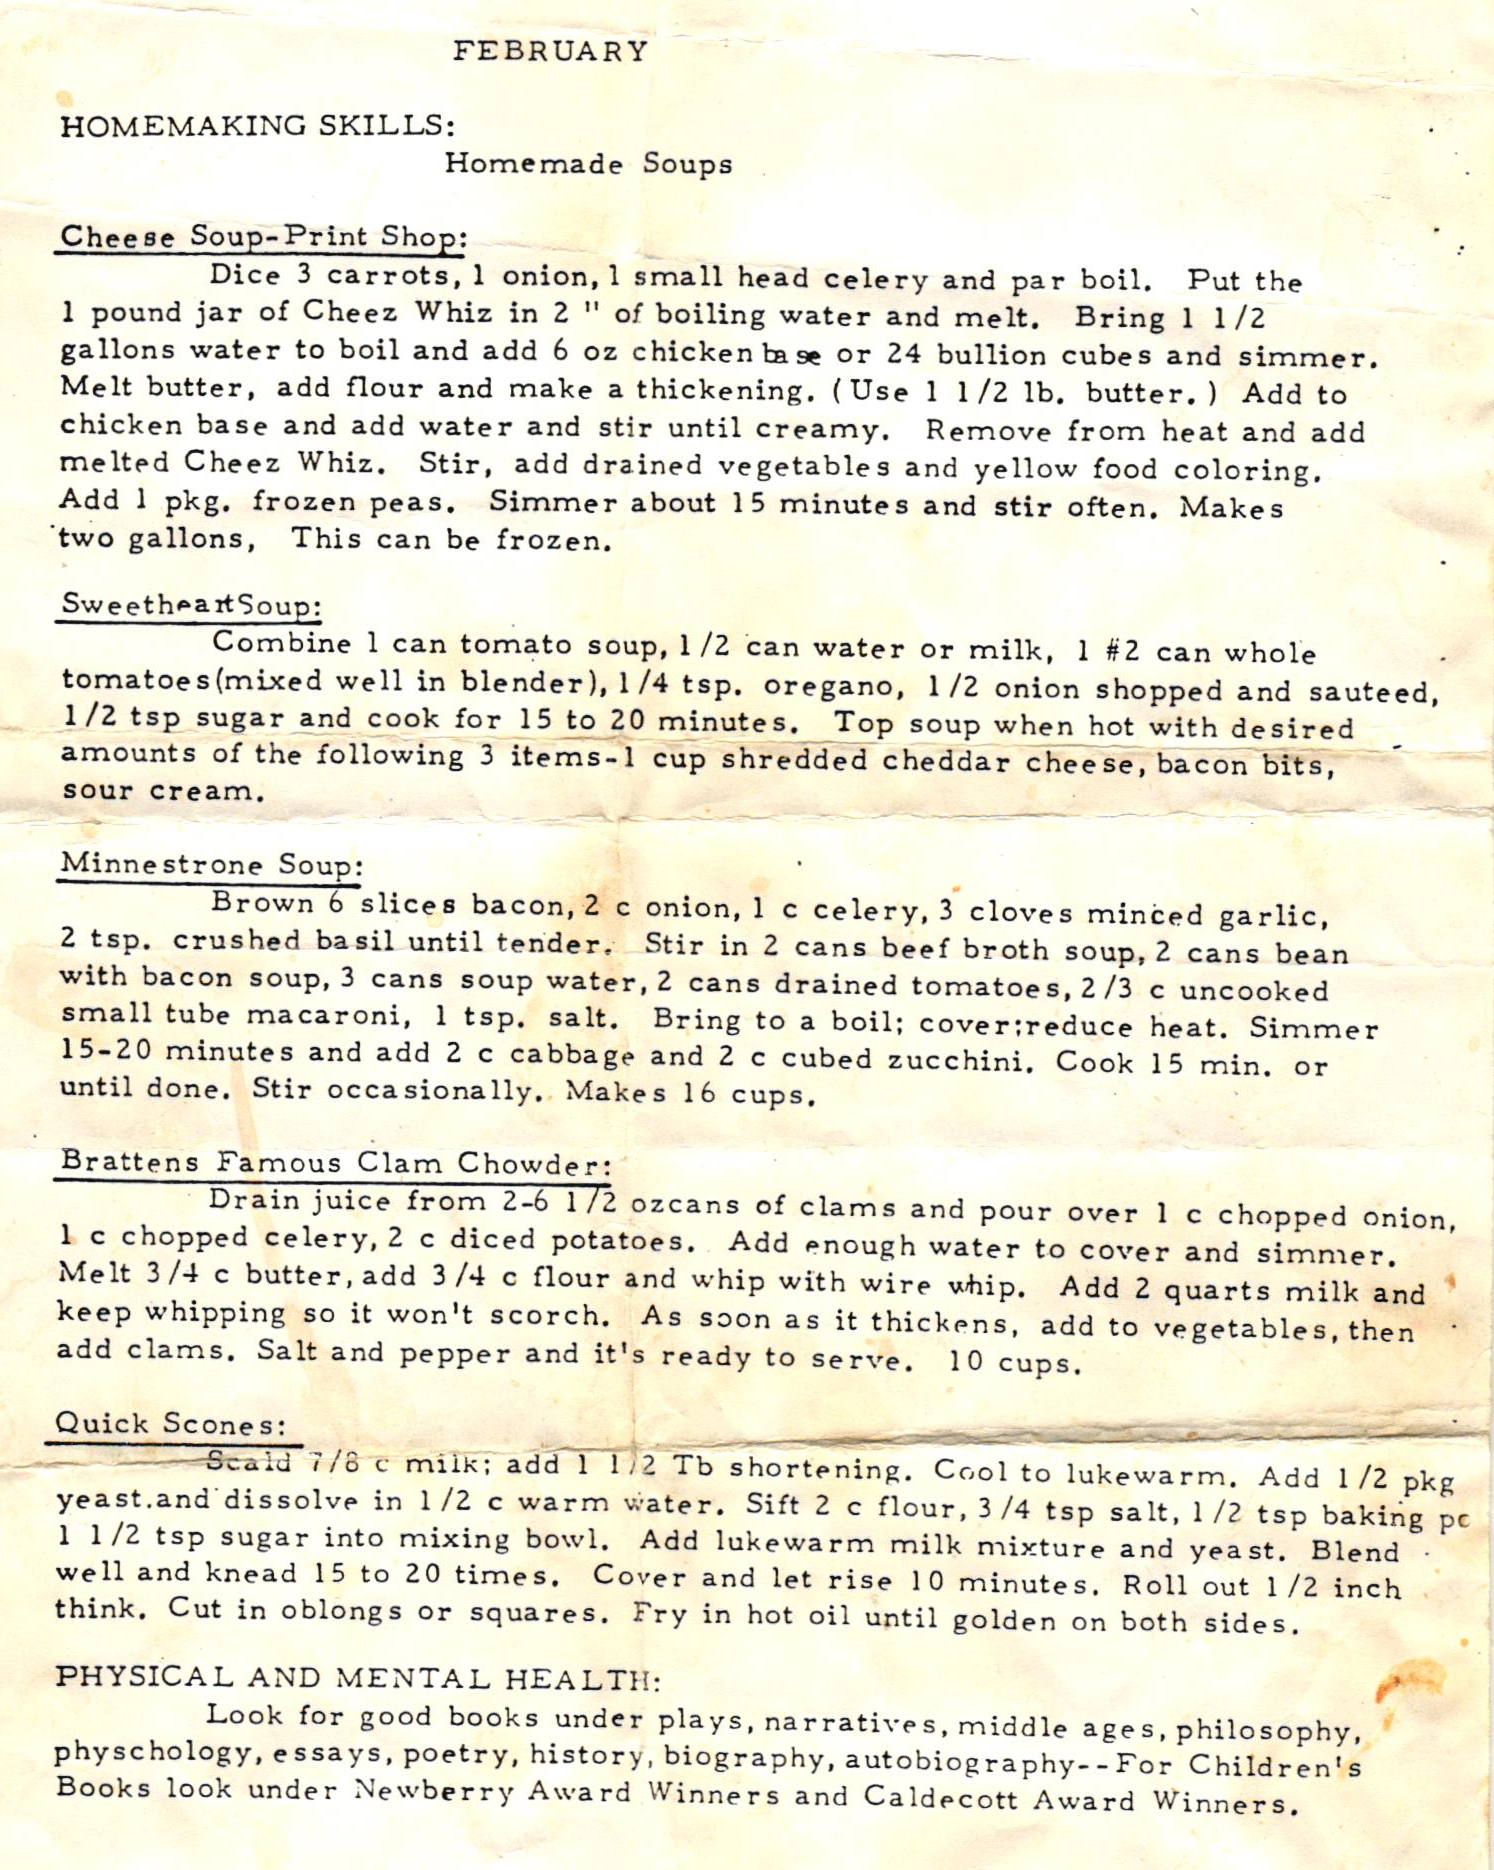 FEBRUARY
HOMEMAKING SKILLS:
Homemade Soups
Cheese Soup-Print Shop:
Dice 3 carrots, 1 onion, 1 small head celery and par boil. Put the
1 pound jar of Cheez Whiz in 2 " of boiling water and melt. Bring 1 1/2
gallons water to boil and add 6 oz chicken base or 24 bullion cubes and simmer.
Melt butter, add flour and make a thickening. (Use 1 1/2 lb. butter.) Add to
chicken base and add water and stir until creamy. Remove from heat and add
melted Cheez Whiz. Stir, add drained vegetables and yellow food coloring.
Add 1 pkg. frozen peas. Simmer about 15 minutes and stir often. Makes
two gallons, This can be frozen.
SweetheartSoup:
Combine 1 can tomato soup, 1/2 can water or milk, 1 #2 can whole
tomatoes(mixed well in blender), 1/4 tsp. oregano, 1/2 onion shopped and sauteed,
1/2 tsp sugar and cook for 15 to 20 minutes. Top soup when hot with desired
amounts of the following 3 items-1 cup shredded cheddar cheese, bacon bits,
sour cream.
Minnestrone Soup:
Brown 6 slices bacon, 2 c onion, 1 c celery, 3 cloves minced garlic,
2 tsp. crushed basil until tender. Stir in 2 cans beef broth soup, 2 cans bean
with bacon soup, 3 cans soup water, 2 cans drained tomatoes, 2/3 c uncooked
small tube macaroni, 1 tsp. salt. Bring to a boil; cover;reduce heat. Simmer
15-20 minutes and add 2 c cabbage and 2 c cubed zucchini. Cook 15 min. or
until done. Stir occasionally. Makes 16 cups.
Brattens Famous Clam Chowder:
Drain juice from 2-6 1/2 ozcans of clams and pour over 1 c chopped onion,
1 c chopped celery, 2 c diced potatoes. Add enough water to cover and simmer.
Melt 3/4 c butter, add 3/4 c flour and whip with wire whip. Add 2 quarts milk and
keep whipping so it won't scorch. As soon as it thickens, add to vegetables, then
add clams. Salt and pepper and it's ready to serve. 10 cups.
Quick Scones:
Scald 7/8 c milk; add 1 1/2 Tb shortening. Cool to lukewarm. Add 1/2 pkg
yeast.and dissolve in 1/2 c warm water. Sift 2 c flour, 3/4 tsp salt, 1/2 tsp baking
1 1/2 tsp sugar into mixing bowl. Add lukewarm milk mixture and yeast. Blend
well and knead 15 to 20 times. Cover and let rise 10 minutes. Roll out 1/2 inch
think. Cut in oblongs or squares. Fry in hot oil until golden on both sides.
PHYSICAL AND MENTAL HEALTH:
Look for good books under plays, narratives, middle ages, philosophy,
physchology, essays, poetry, history, biography, autobiography--For Children's
Books look under Newberry Award Winners and Caldecott Award Winners.